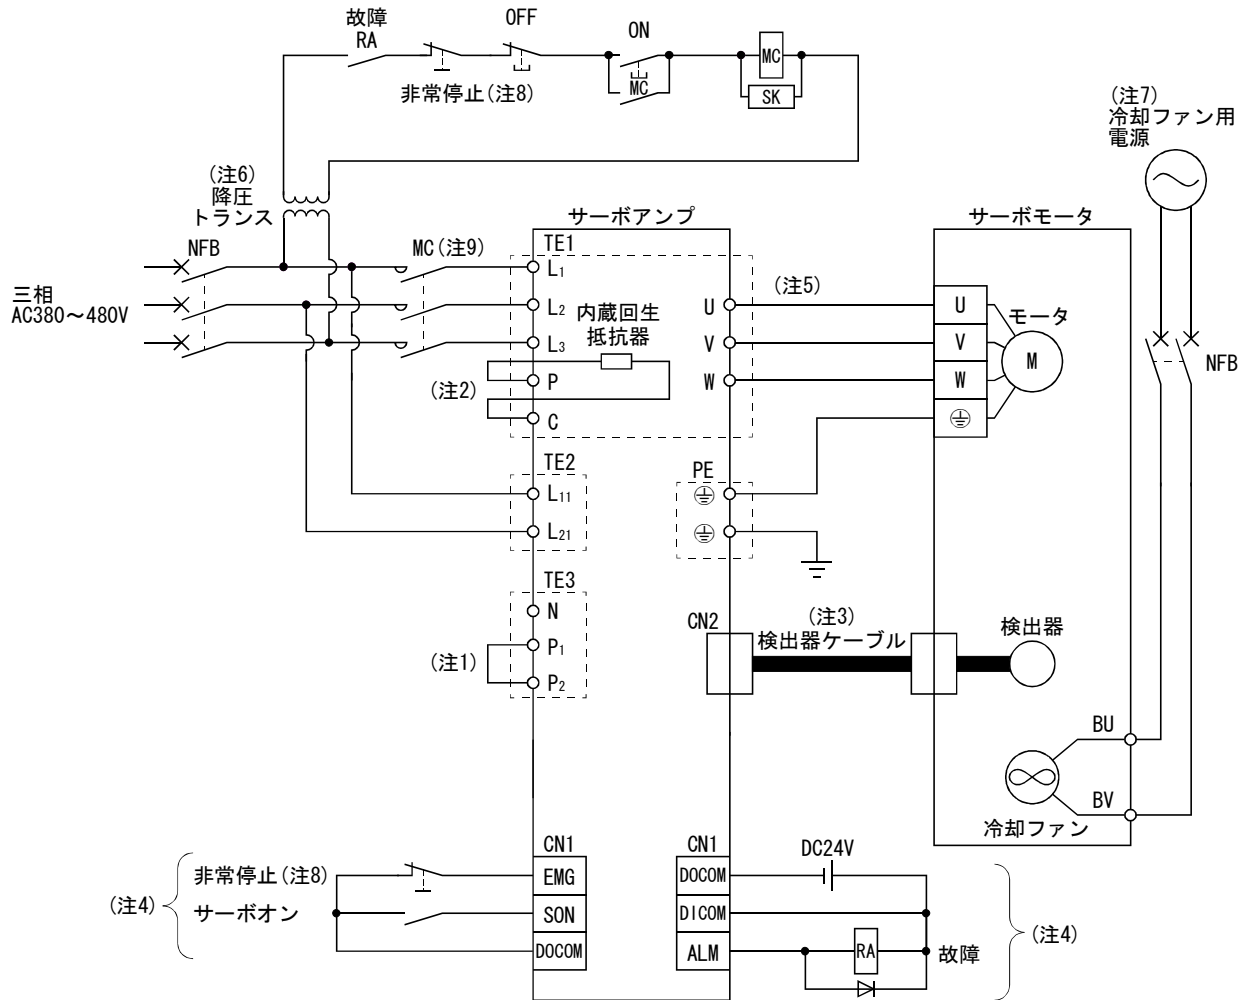 故障
RA
OFF
ON
MC
MC
SK
非常停止(注8)
(注7)
冷却ファン用
電源
(注6)
降圧
トランス
サーボアンプ
サーボモータ
NFB
MC(注9)
TE1
L1
三相
AC380〜480V
L2
内蔵回生
抵抗器
U
(注5)
U
モータ
L3
V
V
M
NFB
(注2)
P
W
W
C
TE2
PE
L11
L21
TE3
N
CN2
(注3)
検出器ケーブル
検出器
P1
(注1)
P2
BU
BV
冷却ファン
CN1
CN1
DC24V
非常停止(注8)
EMG
DOCOM
(注4)
サーボオン
SON
DICOM
(注4)
DOCOM
ALM
RA
故障